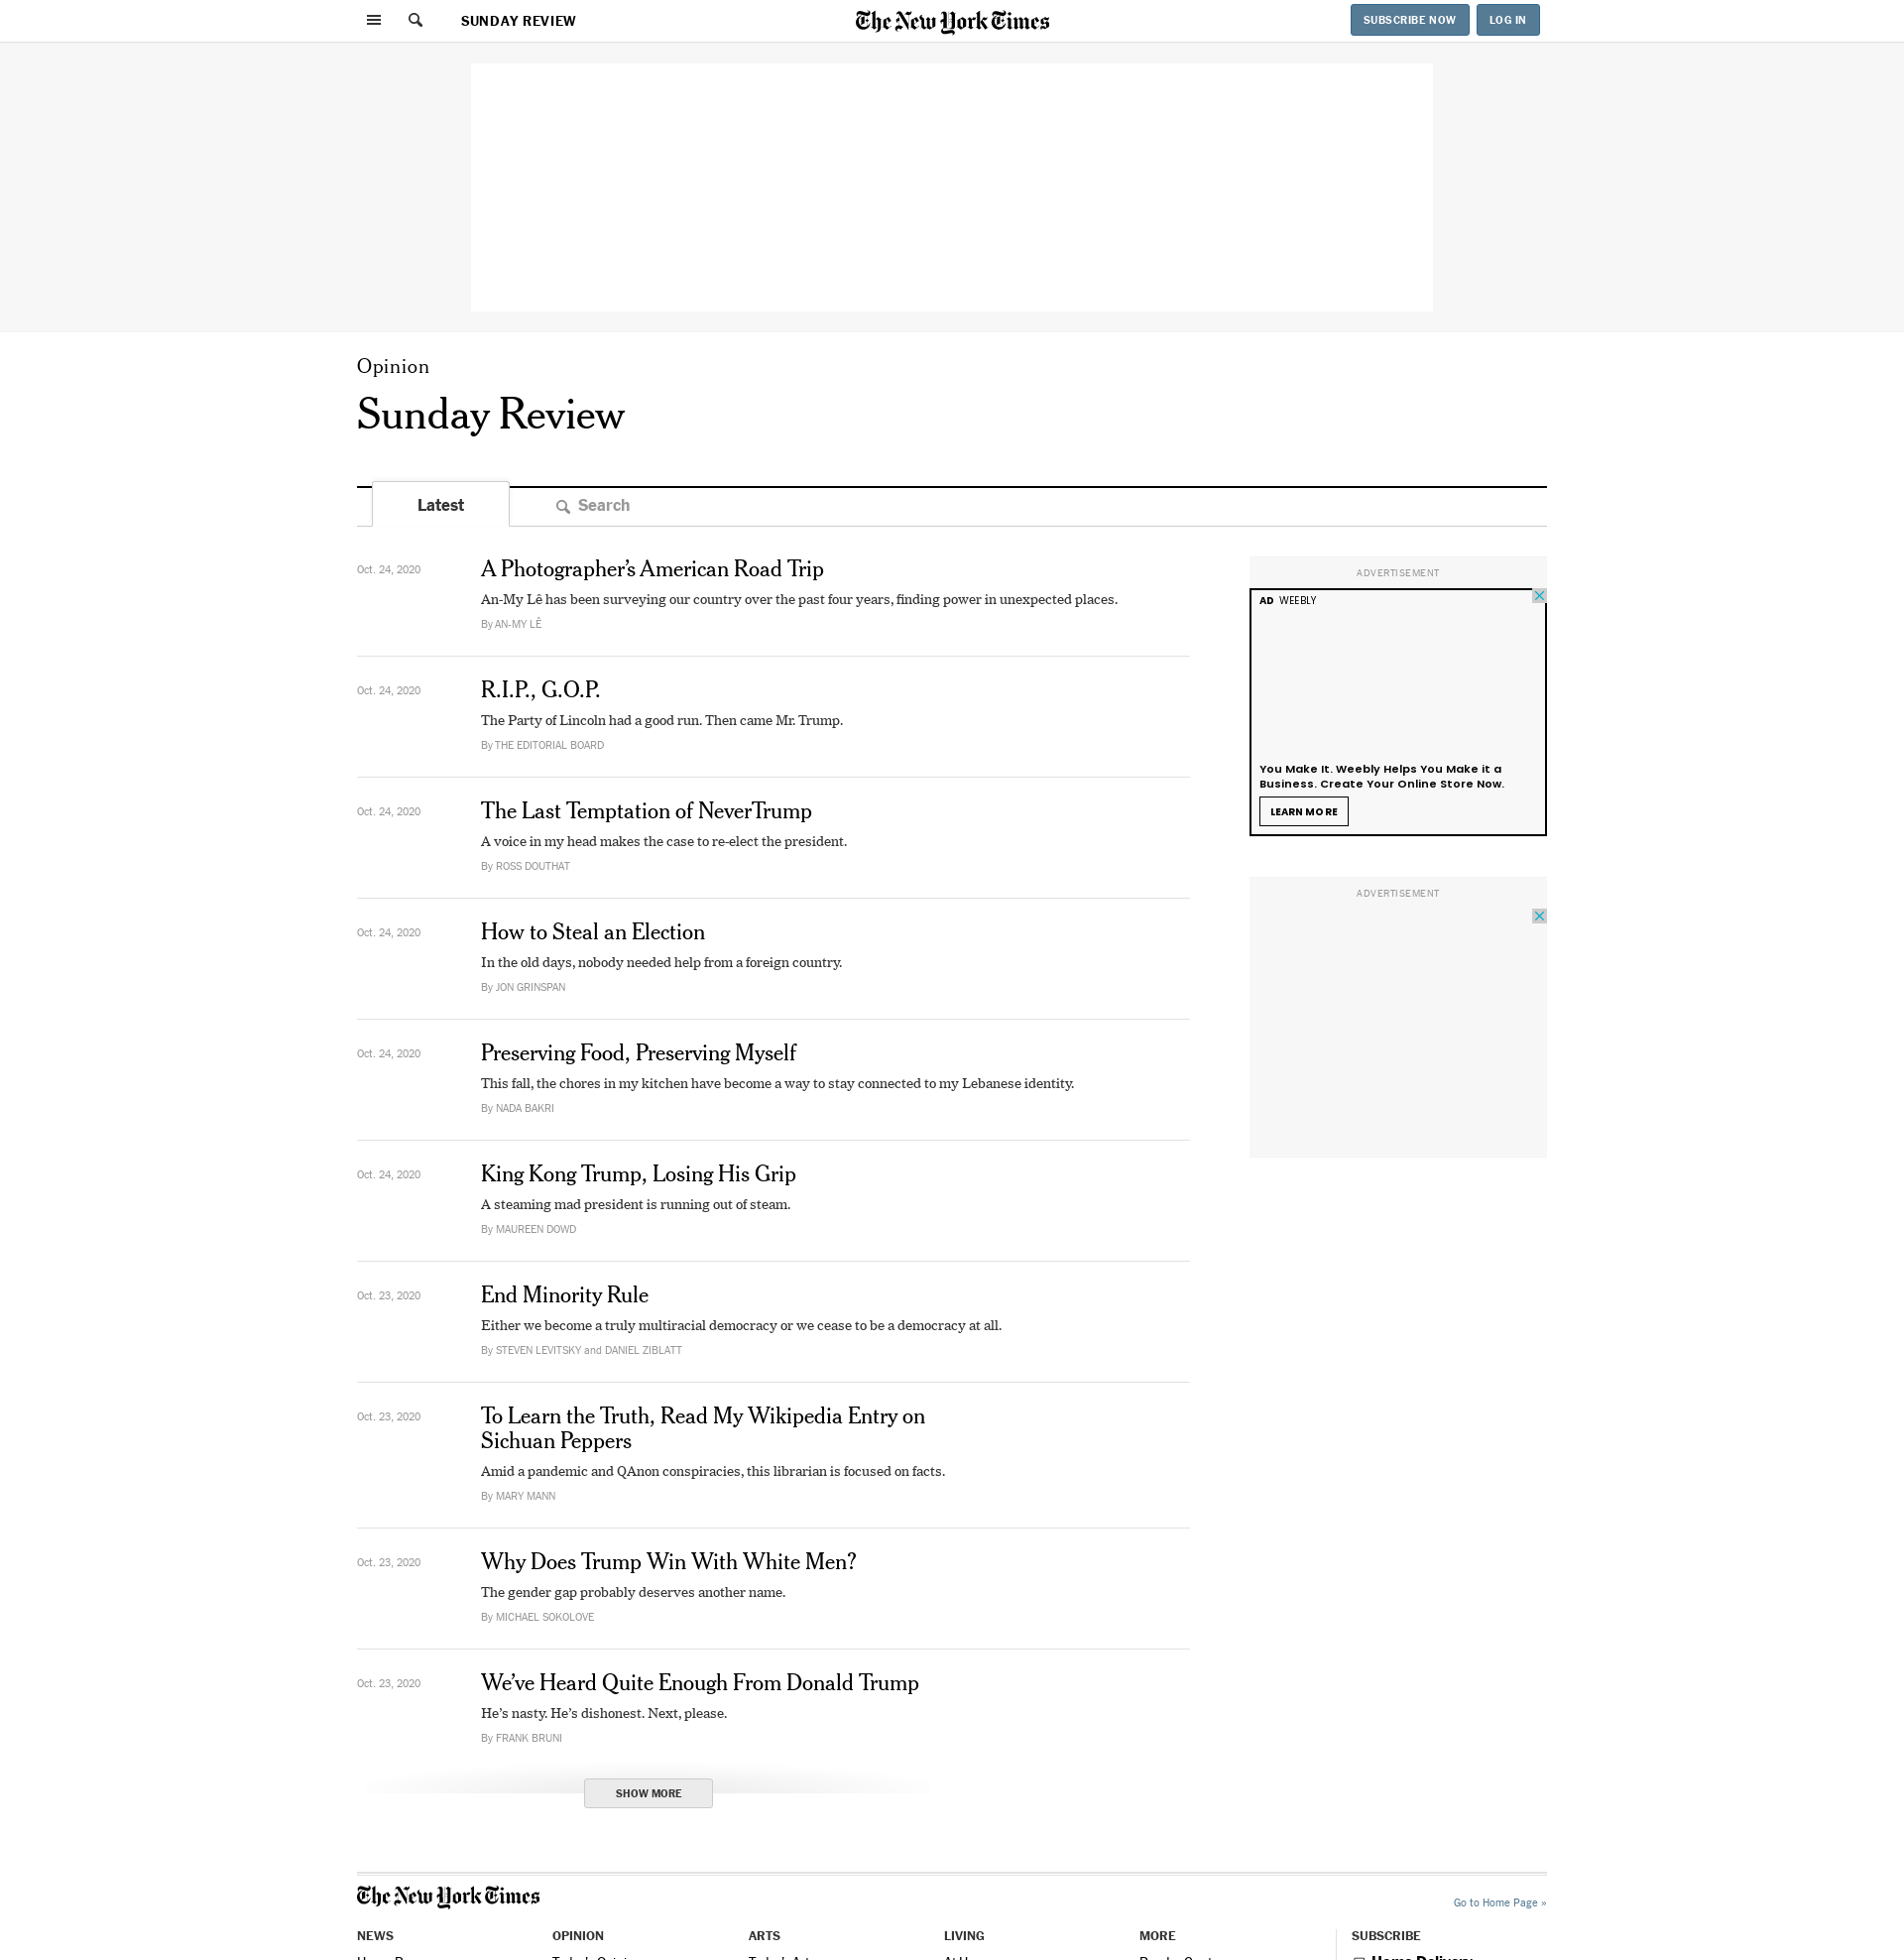 SUNDAY REVIEW
The New York Times
SUBSCRIBE NOW
LOG IN
Opinion
Sunday Review
Latest
Search
Oct. 24, 2020
A Photographer’s American Road Trip
An-My Lê has been surveying our country over the past four years, finding power in unexpected places.
By AN-MY LÊ
Oct. 24, 2020
R.I.P., G.O.P.
The Party of Lincoln had a good run. Then came Mr. Trump.
By THE EDITORIAL BOARD
Oct. 24, 2020
The Last Temptation of NeverTrump
A voice in my head makes the case to re-elect the president.
By ROSS DOUTHAT
Oct. 24, 2020
How to Steal an Election
In the old days, nobody needed help from a foreign country.
By JON GRINSPAN
Oct. 24, 2020
Preserving Food, Preserving Myself
This fall, the chores in my kitchen have become a way to stay connected to my Lebanese identity.
By NADA BAKRI
Oct. 24, 2020
King Kong Trump, Losing His Grip
A steaming mad president is running out of steam.
By MAUREEN DOWD
Oct. 23, 2020
End Minority Rule
Either we become a truly multiracial democracy or we cease to be a democracy at all.
By STEVEN LEVITSKY and DANIEL ZIBLATT
Oct. 23, 2020
To Learn the Truth, Read My Wikipedia Entry on
Sichuan Peppers
Amid a pandemic and QAnon conspiracies, this librarian is focused on facts.
By MARY MANN
Oct. 23, 2020
Why Does Trump Win With White Men?
The gender gap probably deserves another name.
By MICHAEL SOKOLOVE
Oct. 23, 2020
We’ve Heard Quite Enough From Donald Trump
He’s nasty. He’s dishonest. Next, please.
By FRANK BRUNI
SHOW MORE
ADVERTISEMENT
AD WEEBLY
You Make It. Weebly Helps You Make it a
Business. Create Your Online Store Now.
LEARN MORE
ADVERTISEMENT
The New York Times
Go to Home Page »
NEWS
OPINION
ARTS
LIVING
MORE
SUBSCRIBE